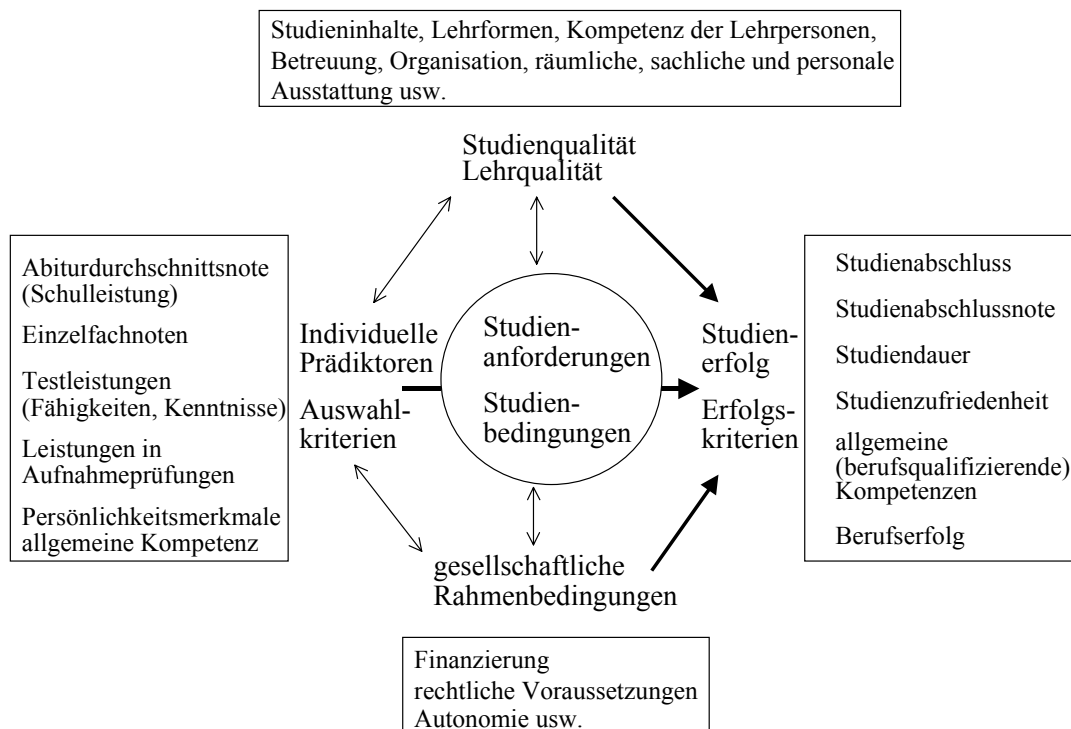 Studieninhalte, Lehrformen, Kompetenz der Lehrpersonen,
Betreuung, Organisation, räumliche, sachliche und personale
Ausstattung usw.
Studienqualität
Lehrqualität
Abiturdurchschnittsnote
(Schulleistung)
Einzelfachnoten
Testleistungen
(Fähigkeiten, Kenntnisse)
Leistungen in
Aufnahmeprüfungen
Persönlichkeitsmerkmale
allgemeine Kompetenz
Individuelle
Prädiktoren
Auswahl-
kriterien
Studien-
anforderungen
Studien-
bedingungen
Studien-
erfolg
Erfolgs-
kriterien
Studienabschluss
Studienabschlussnote
Studiendauer
Studienzufriedenheit
allgemeine
(berufsqualifizierende)
Kompetenzen
Berufserfolg
gesellschaftliche
Rahmenbedingungen
Finanzierung
rechtliche Voraussetzungen
Autonomie usw.